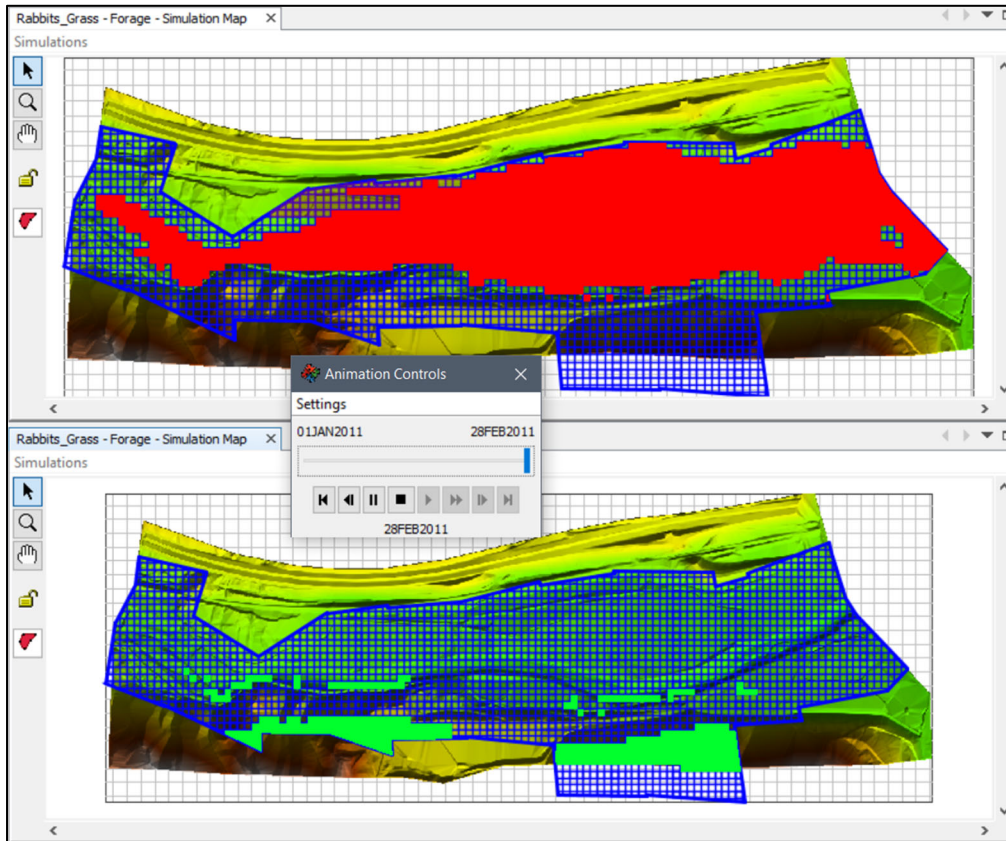 Rabbits_Grass - Forage - Simulation Map
Simulations
Animation Controls
Settings
01JAN2011 28FEB2011
28FEB2011
Rabbits_Grass - Forage - Simulation Map
Simulations